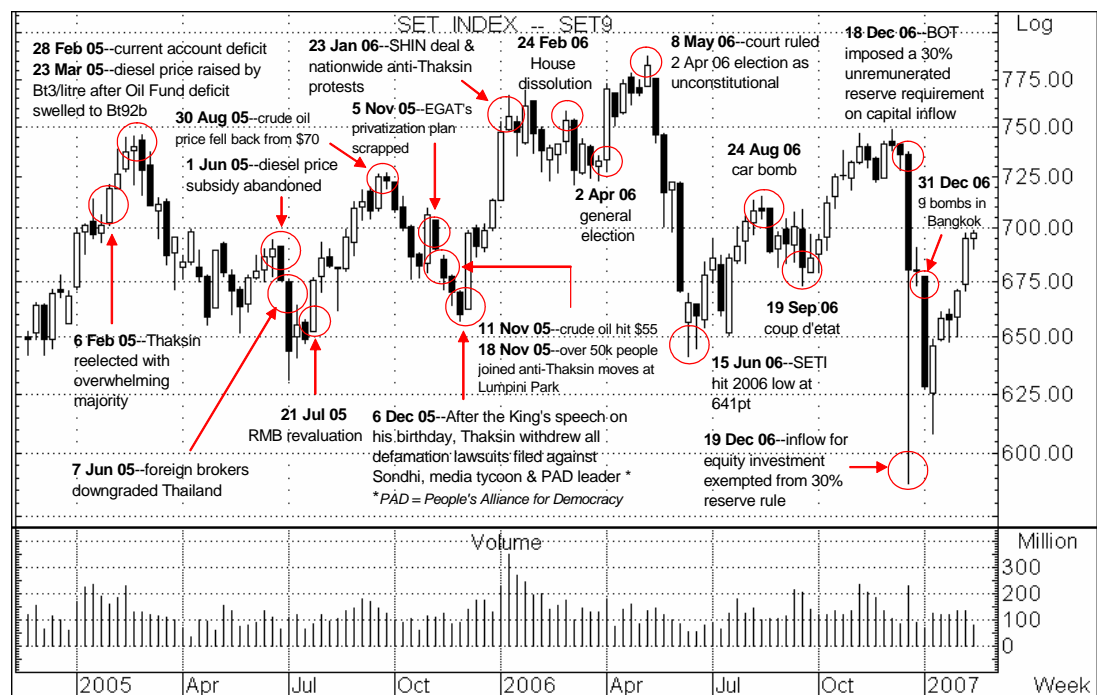 SET INDEX -- SET9
Log
28 Feb 05--current account deficit
23 Mar 05--diesel price raised by
Bt3/litre after Oil Fund deficit
swelled to Bt92b
30 Aug 05--crude oil
price fell back from $70
1 Jun 05--diesel price
subsidy abandoned
23 Jan 06--SHIN deal &
nationwide anti-Thaksin
protests
5 Nov 05--EGAT's
privatization plan
scrapped
24 Feb 06
House
dissolution
8 May 06--court ruled
2 Apr 06 election as
unconstitutional
18 Dec 06--BOT
imposed a 30%
unremunerated
reserve requirement
on capital inflow
24 Aug 06
car bomb
31 Dec 06
9 bombs in
Bangkok
2 Apr 06
general
election
19 Sep 06
coup d'etat
6 Feb 05--Thaksin
reelected with
overwhelming
majority
11 Nov 05--crude oil hit $55
18 Nov 05--over 50k people
joined anti-Thaksin moves at
Lumpini Park
15 Jun 06--SETI
hit 2006 low at
641pt
21 Jul 05
RMB revaluation
6 Dec 05--After the King's speech on
his birthday, Thaksin withdrew all
defamation lawsuits filed against
Sondhi, media tycoon & PAD leader *
*PAD = People's Alliance for Democracy
7 Jun 05--foreign brokers
downgraded Thailand
19 Dec 06--inflow for
equity investment
exempted from 30%
reserve rule
775.00
750.00
725.00
700.00
675.00
650.00
625.00
600.00
Volume
Million
300
200
100
0
2005
Apr
Jul
Oct
2006
Apr
Jul
Oct
2007
Week